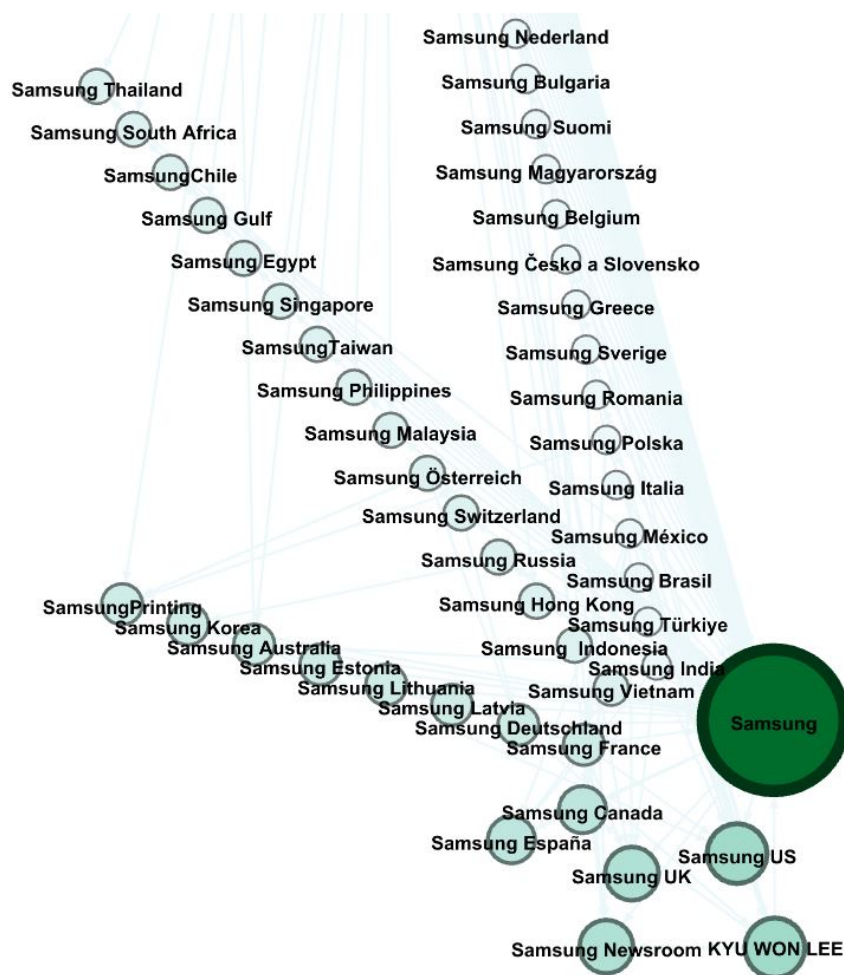 Samsung Nederland
Samsung Thailand
Samsung Bulgaria
Samsung South Africa
Samsung Suomi
SamsungChile
Samsung Magyarország
Samsung Gulf
Samsung Belgium
Samsung Egypt
Samsung Česko a Slovensko
Samsung Singapore
Samsung Greece
SamsungTaiwan
Samsung Sverige
Samsung Philippines
Samsung Romania
Samsung Malaysia
Samsung Polska
Samsung Österreich
Samsung Italia
Samsung Switzerland
Samsung México
Samsung Russia
Samsung Brasil
SamsungPrinting
Samsung Hong Kong
Samsung Korea
Samsung Türkiye
Samsung Australia
Samsung Indonesia
Samsung Estonia
Samsung India
Samsung Lithuania
Samsung Vietnam
Samsung Latvia
Samsung Deutschland
Samsung
Samsung France
Samsung Canada
Samsung España
Samsung US
Samsung UK
Samsung Newsroom
KYU WON LEE